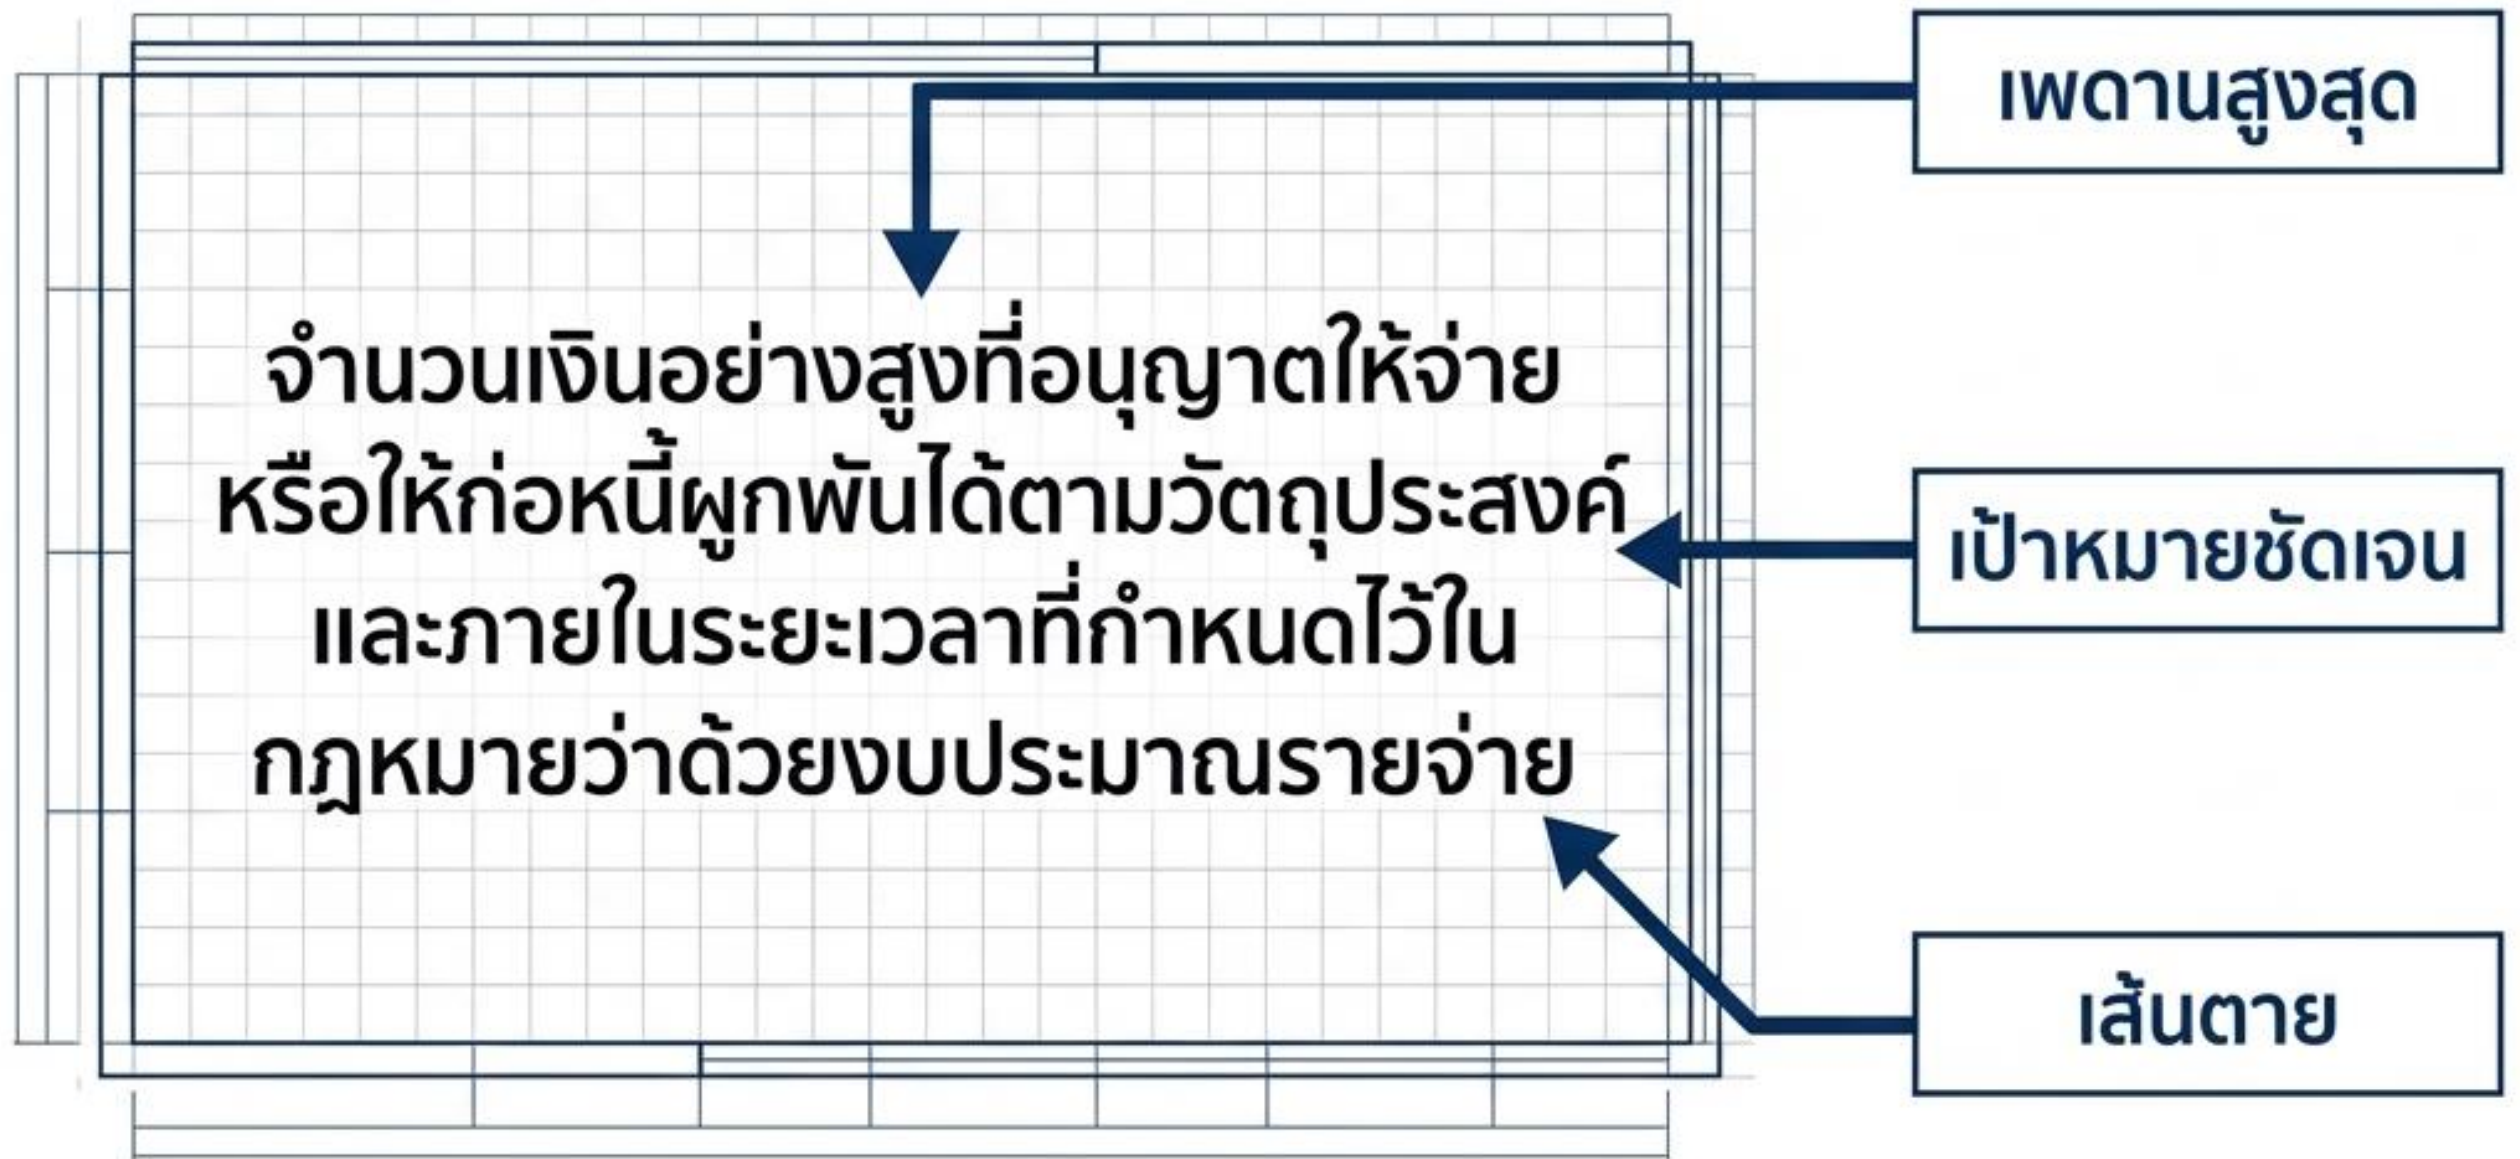 เพดานสูงสุด
จำนวนเงินอย่างสูงที่อนุญาตให้จ่าย
หรือให้ก่อหนี้ผูกพันได้ตามวัตถุประสงค์
และภายในระยะเวลาที่กำหนดไว้ใน
กฎหมายว่าด้วยงบประมาณรายจ่าย
เป้าหมายชัดเจน
เส้นตาย